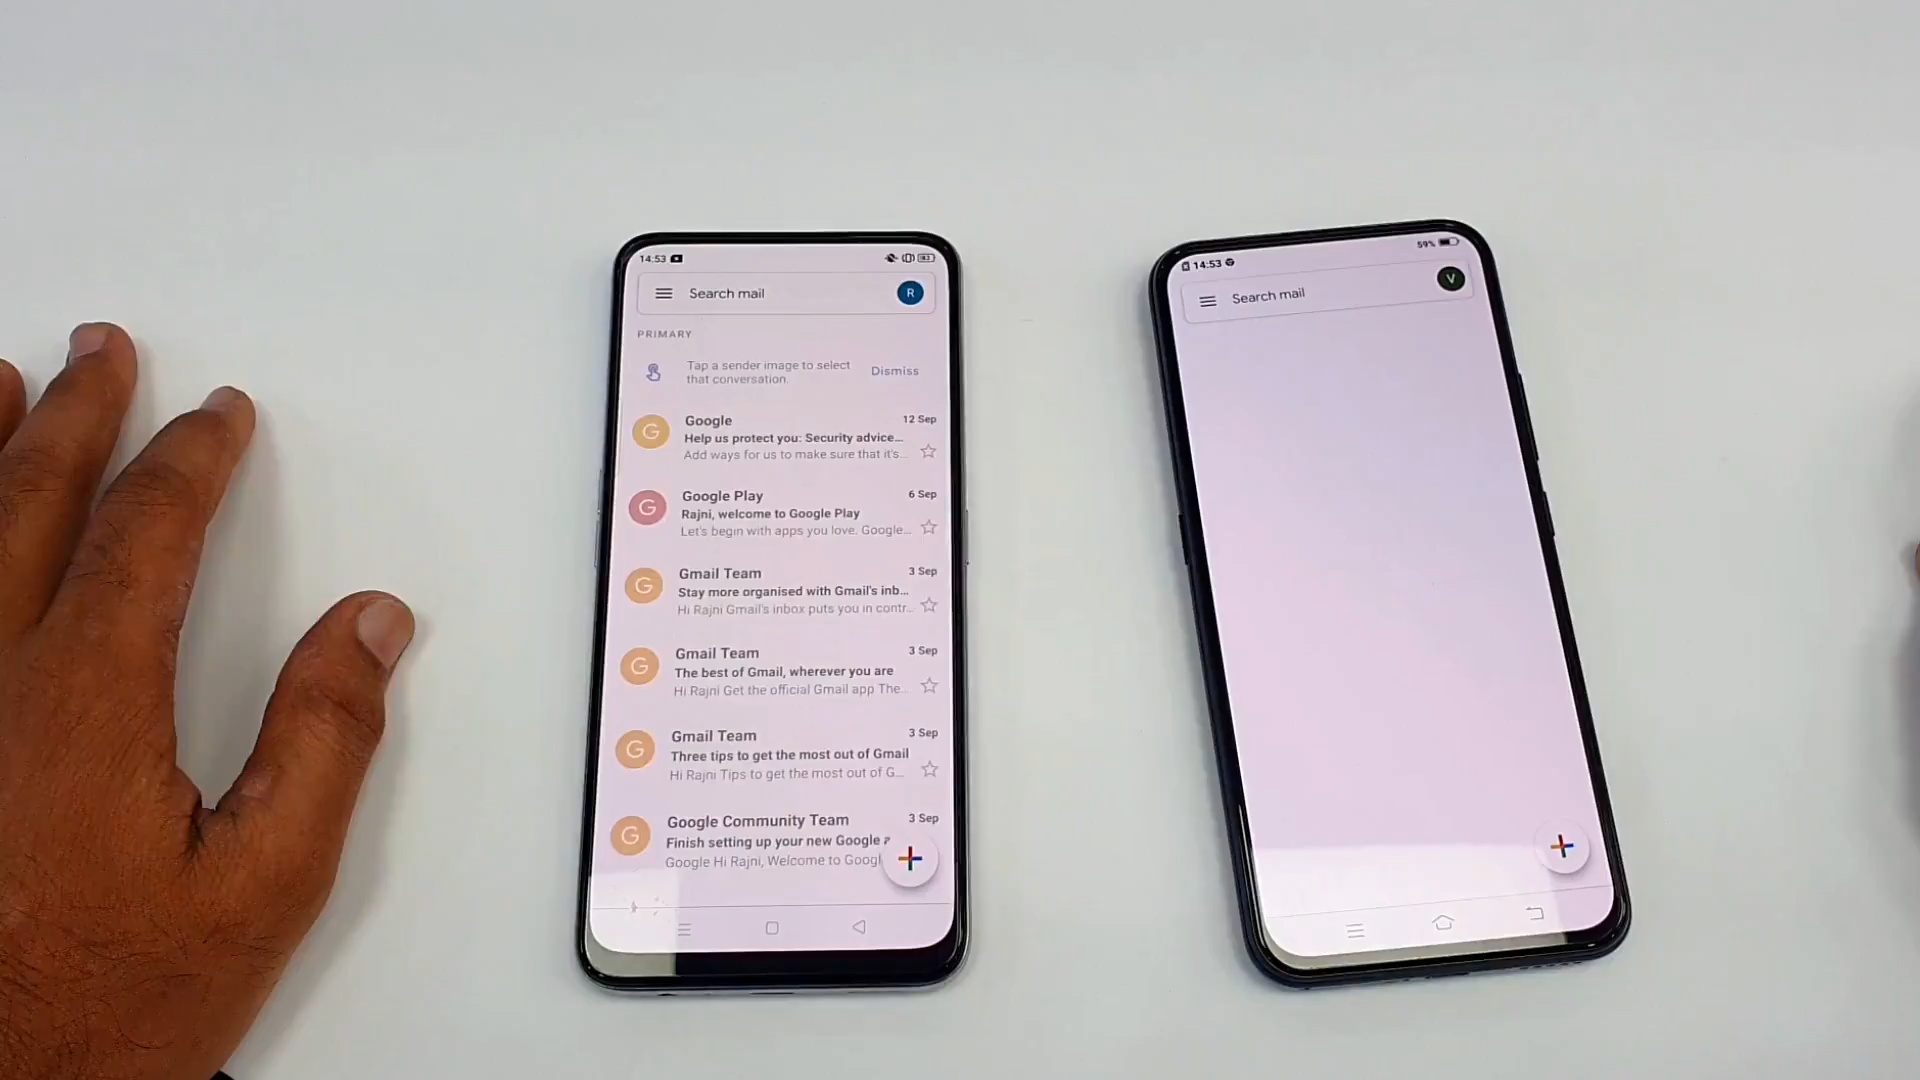 14:53
Search mail
R
PRIMARY
Tap a sender image to select
that conversation.
Dismiss
G
Google
12 Sep
Help us protect you: Security advice...
Add ways for us to make sure that it's...
G
Google Play
6 Sep
Rajni, welcome to Google Play
Let's begin with apps you love. Google...
G
Gmail Team
3 Sep
Stay more organised with Gmail's inb...
Hi Rajni Gmail's inbox puts you in contr...
G
Gmail Team
3 Sep
The best of Gmail, wherever you are
Hi Rajni Get the official Gmail app The...
G
Gmail Team
3 Sep
Three tips to get the most out of Gmail
Hi Rajni Tips to get the most out of G...
G
Google Community Team
3 Sep
Finish setting up your new Google
Google Hi Rajni, Welcome to Googl
14:53
59%
Search mail
V